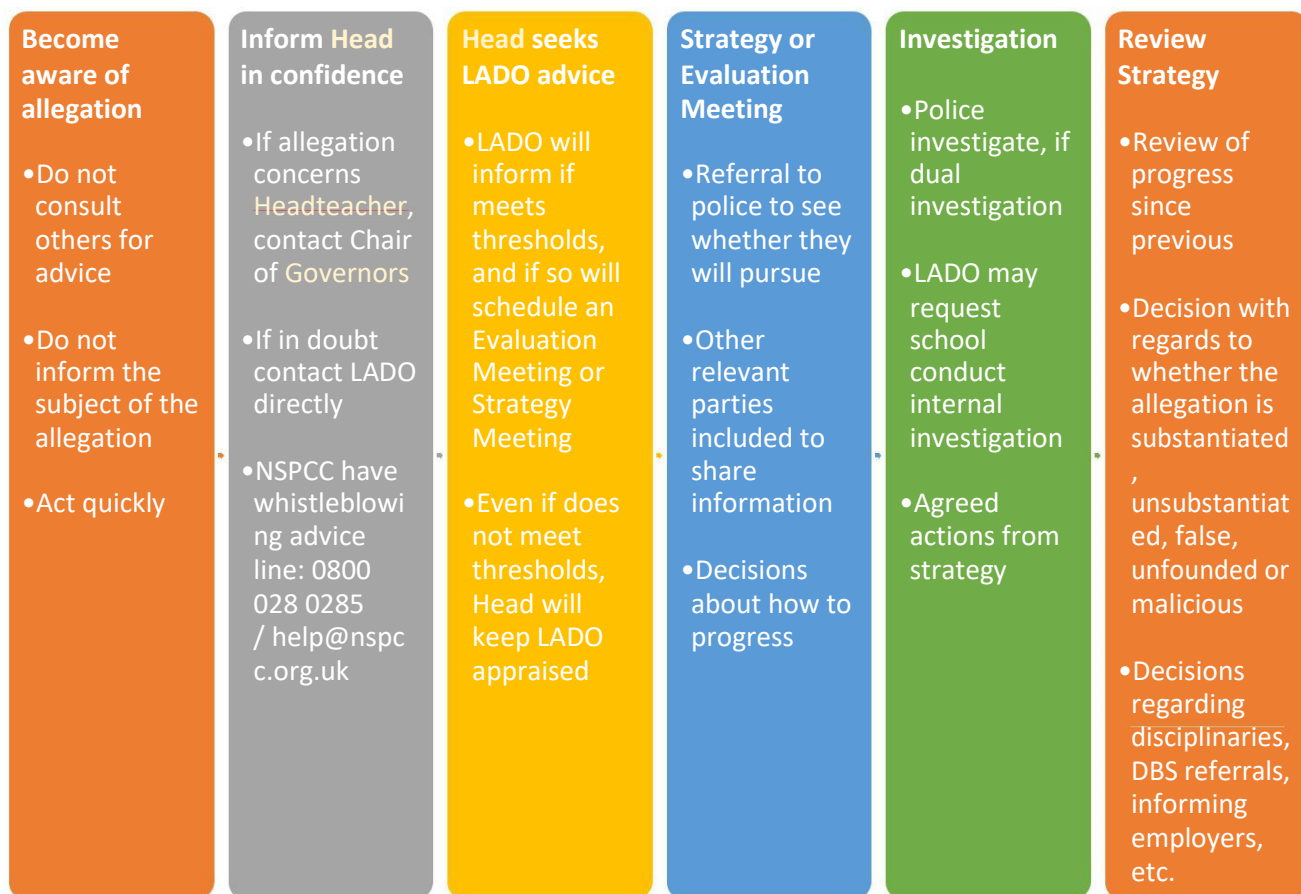 Become
aware of
allegation
•Do not
consult
others for
advice
•Do not
inform the
subject of the
allegation
•Act quickly
Inform Head
in confidence
•If allegation
concerns
Headteacher,
contact Chair
of Governors
•If in doubt
contact LADO
directly
•NSPCC have
whistleblowi
ng advice
line: 0800
028 0285
/ help@nspc
c.org.uk
Head seeks
LADO advice
•LADO will
inform if
meets
thresholds,
and if so will
schedule an
Evaluation
Meeting or
Strategy
Meeting
•Even if does
not meet
thresholds,
Head will
keep LADO
appraised
Strategy or
Evaluation
Meeting
•Referral to
police to see
whether they
will pursue
•Other
relevant
parties
included to
share
information
•Decisions
about how to
progress
Investigation
•Police
investigate, if
dual
investigation
•LADO may
request
school
conduct
internal
investigation
•Agreed
actions from
strategy
Review
Strategy
•Review of
progress
since
previous
•Decision with
regards to
whether the
allegation is
substantiated
,
unsubstantiat
ed, false,
unfounded or
malicious
•Decisions
regarding
disciplinaries,
DBS referrals,
informing
employers,
etc.